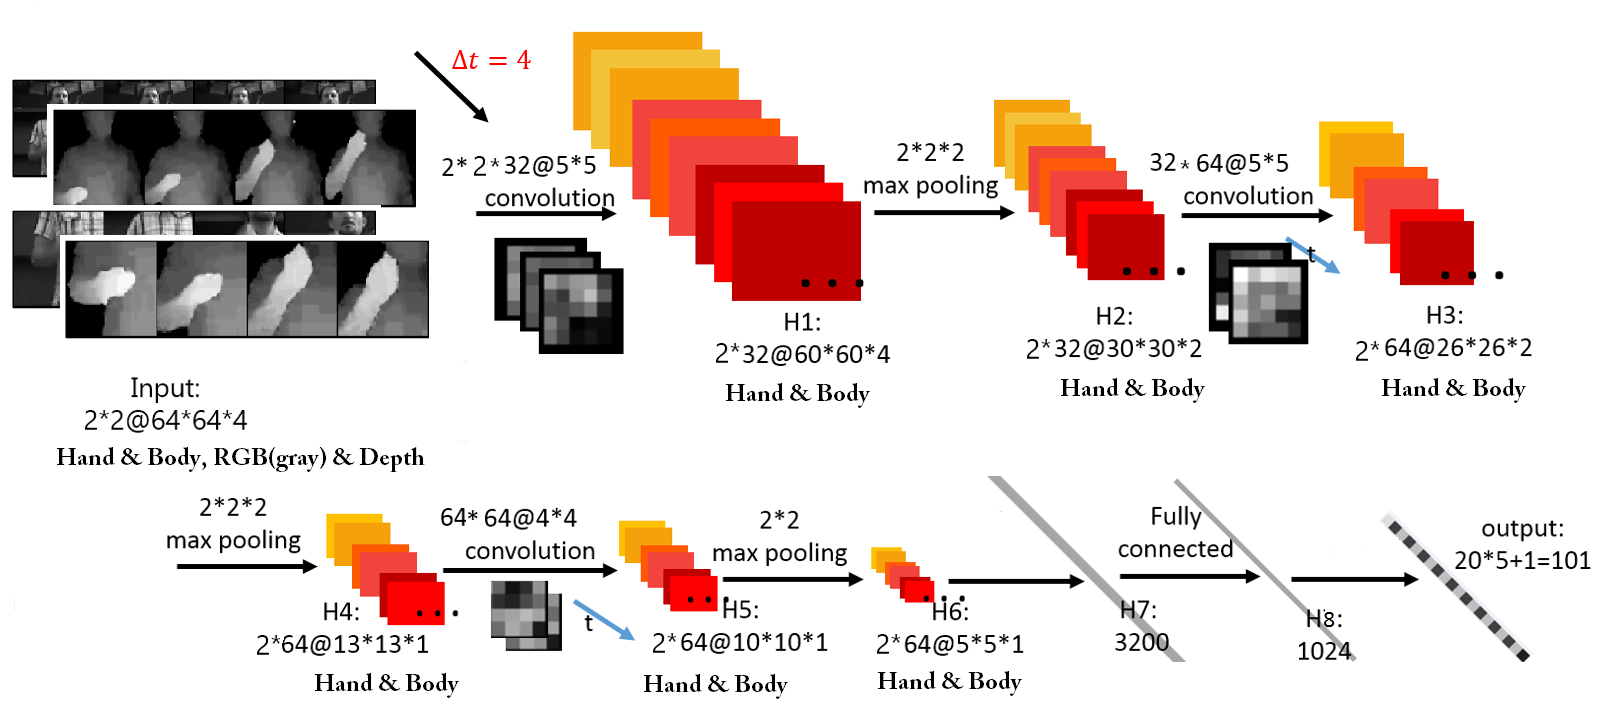 Δt = 4
2* 2*32@5*5
convolution
2*2*2
max pooling
32* 64@5*5
convolution
t
H1:
2*32@60*60*4
Hand & Body
H2:
2*32@30*30*2
Hand & Body
H3:
2* 64@26*26*2
Hand & Body
Input:
2*2@64*64*4
Hand & Body, RGB(gray) & Depth
2*2*2
max pooling
64* 64@4*4
convolution
t
2*2
max pooling
Fully
connected
output:
20*5+1=101
H4:
2*64@13*13*1
Hand & Body
H5:
2*64@10*10*1
Hand & Body
H6:
2*64@5*5*1
Hand & Body
H7:
3200
H8:
1024